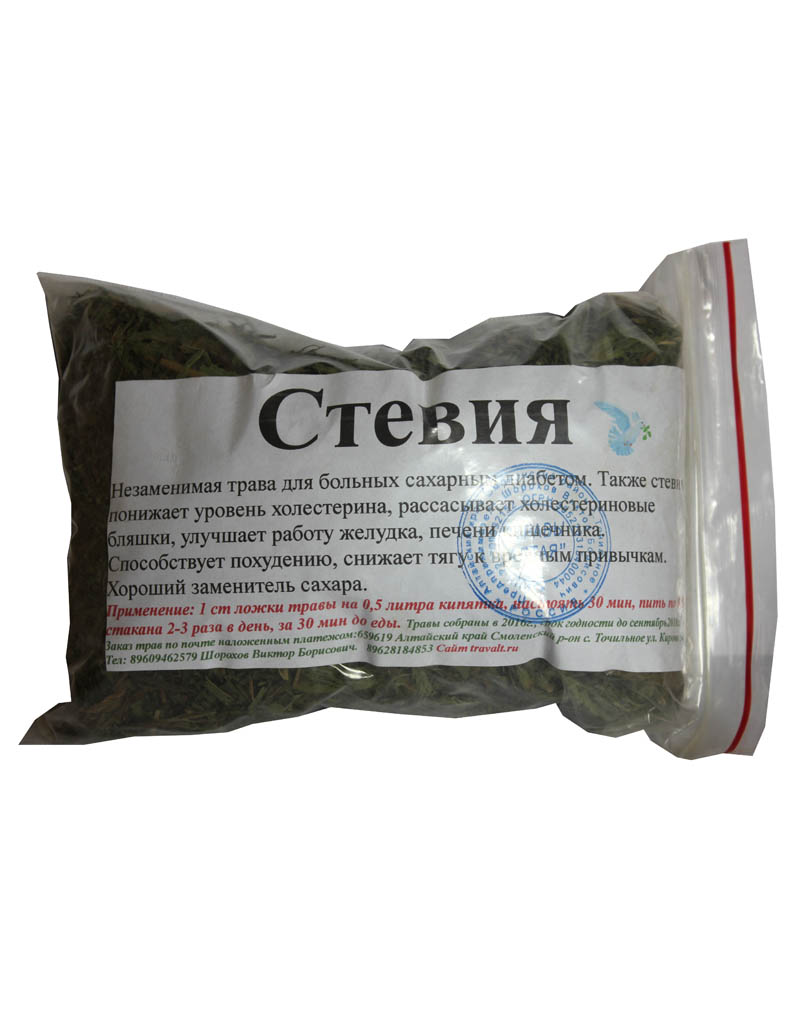 Стевия
Незаменимая трава для больных сахарным диабетом. Также стевия
понижает уровень холестерина, рассасывает холестериновые
бляшки, улучшает работу желудка, печени, кишечника.
Способствует похудению, снижает тягу к вредным привычкам.
Хороший заменитель сахара.
Применение: 1 ст ложки травы на 0,5 литра кипятка, настоять 30 мин, пить по
стакана 2-3 раза в день, за 30 мин до еды. Травы собраны в 2016г., срок годности до сентябрь
Заказ трав по почте наложенным платежом:659619 Алтайский край Смоленский р-он с. Точильное ул.
Тел: 89609462579 Шорохов Виктор Борисович. 89628184853 Сайт travalt.ru